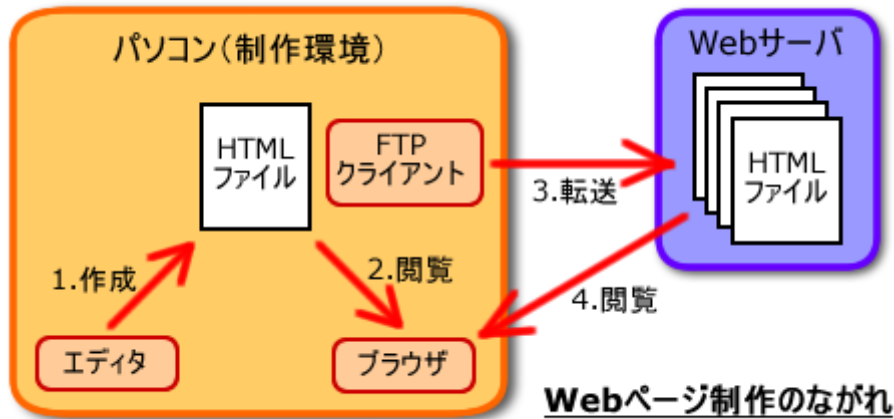 パソコン(制作環境)
Webサーバ
HTML
ファイル
FTP
クライアント
HTML
ファイル
3.転送
1.作成
2.閲覧
4.閲覧
エディタ
ブラウザ
Webページ制作のながれ